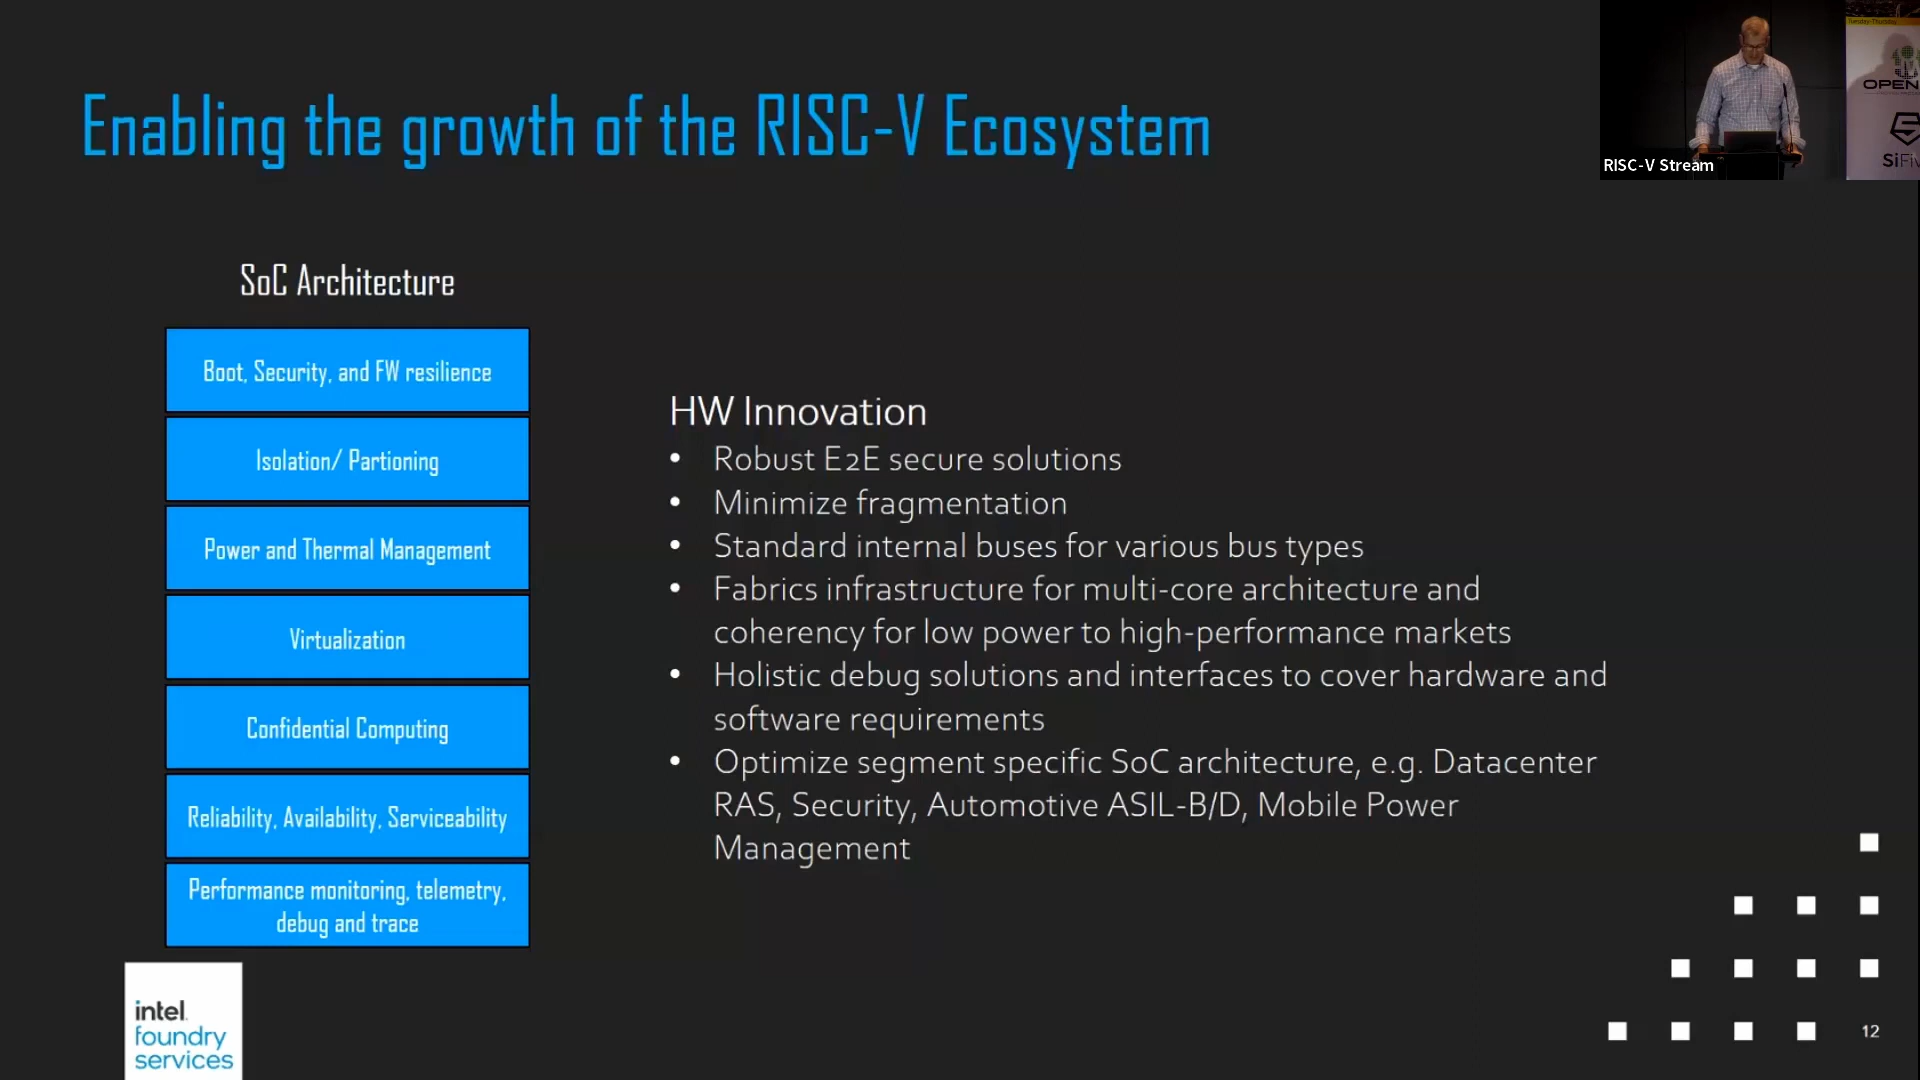 Enabling the growth of the RISC-V Ecosystem
Tuesday-Thursday
OPEN
SiFiv
RISC-V Stream
SoC Architecture
Boot, Security, and FW resilience
Isolation/ Partioning
Power and Thermal Management
Virtualization
Confidential Computing
Reliability, Availability, Serviceability
Performance monitoring, telemetry,
debug and trace
HW Innovation
• Robust E2E secure solutions
• Minimize fragmentation
• Standard internal buses for various bus types
• Fabrics infrastructure for multi-core architecture and
coherency for low power to high-performance markets
• Holistic debug solutions and interfaces to cover hardware and
software requirements
• Optimize segment specific SoC architecture, e.g. Datacenter
RAS, Security, Automotive ASIL-B/D, Mobile Power
Management
intel.
foundry
services
12